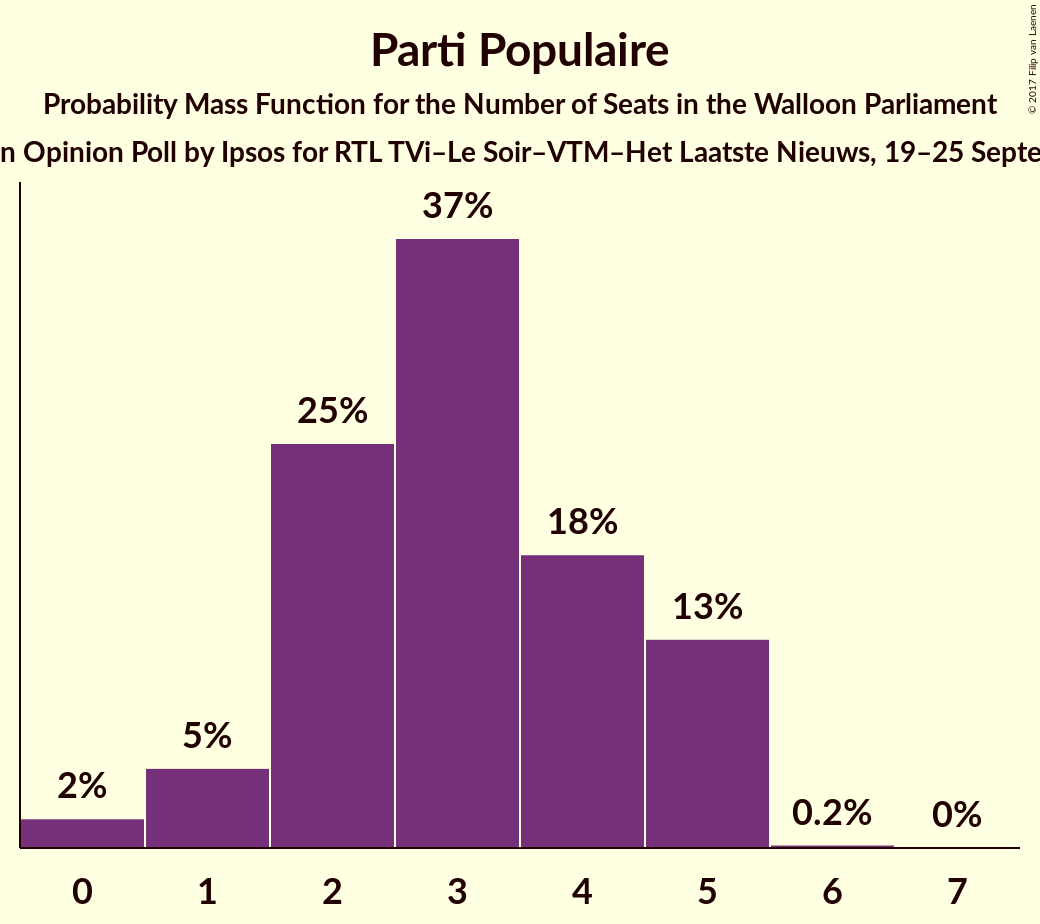 Parti Populaire
Probability Mass Function for the Number of Seats in the Walloon Parliament
n Opinion Poll by Ipsos for RTL TVi–Le Soir–VTM–Het Laatste Nieuws, 19–25 Septe
© 2017 Filip van Laenen
37%
25%
18%
13%
5%
2%
0.2%
0%
0 1 2 3 4 5 6 7